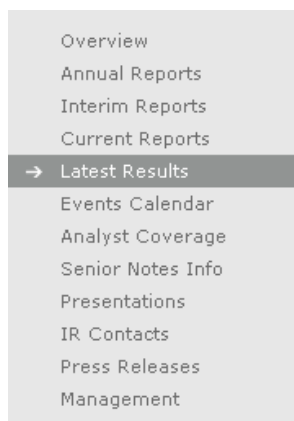 Overview
Annual Reports
Interim Reports
Current Reports
→ Latest Results
Events Calendar
Analyst Coverage
Senior Notes Info
Presentations
IR Contacts
Press Releases
Management